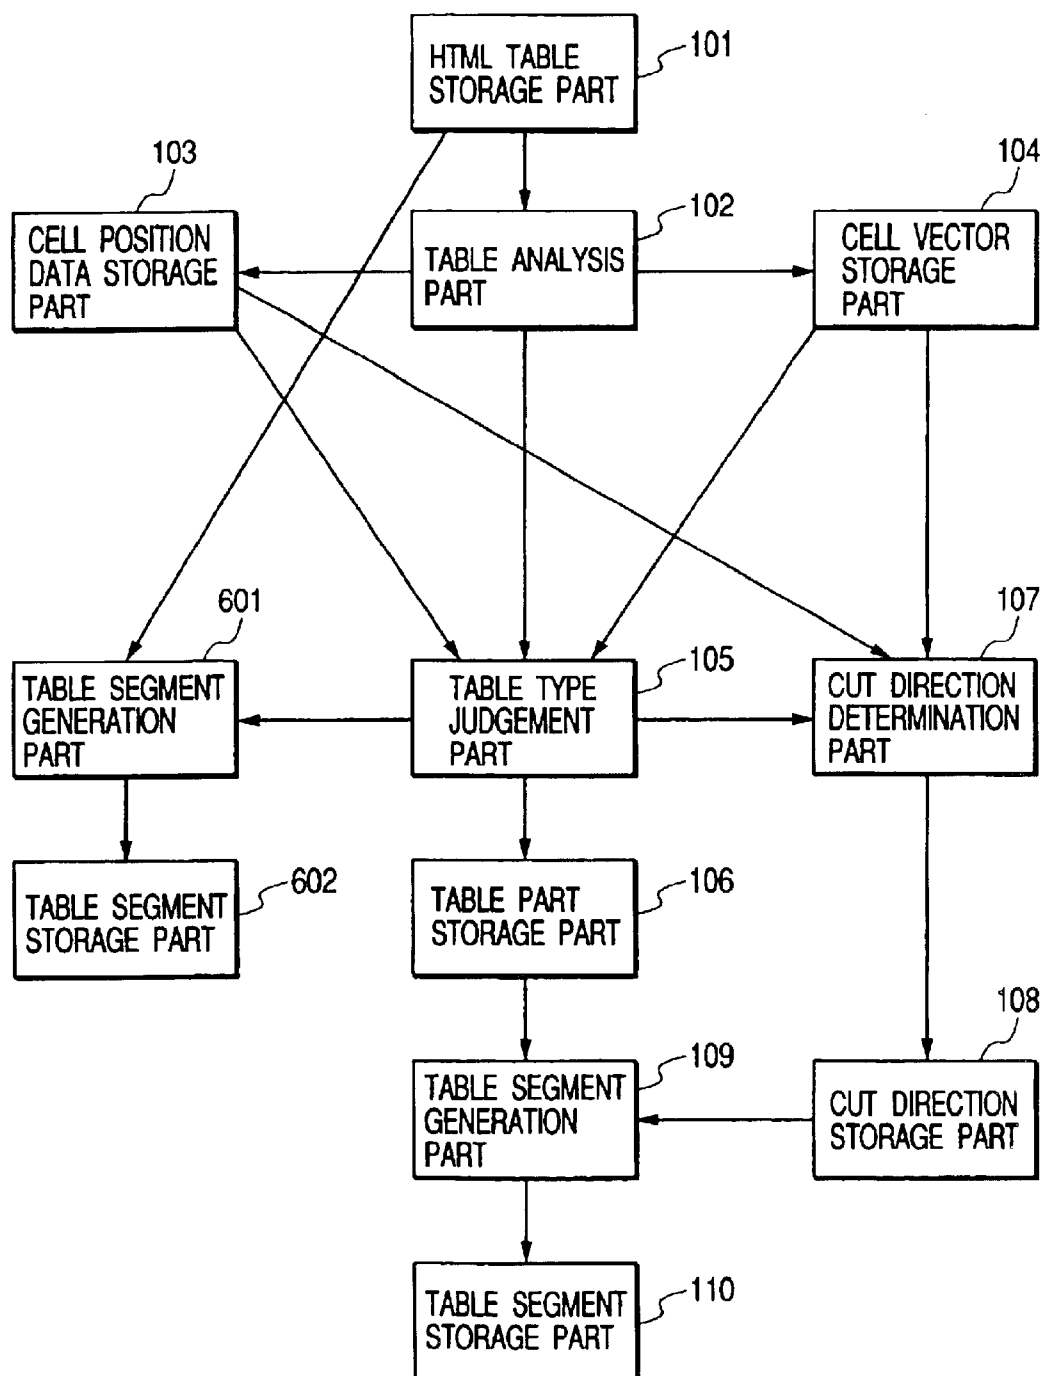 HTML TABLE
STORAGE PART
101
103
CELL POSITION
DATA STORAGE
PART
102
TABLE ANALYSIS
PART
104
CELL VECTOR
STORAGE
PART
601
TABLE SEGMENT
GENERATION
PART
105
TABLE TYPE
JUDGEMENT
PART
107
CUT DIRECTION
DETERMINATION
PART
602
TABLE SEGMENT
STORAGE PART
106
TABLE PART
STORAGE PART
109
TABLE SEGMENT
GENERATION
PART
108
CUT DIRECTION
STORAGE PART
110
TABLE SEGMENT
STORAGE PART